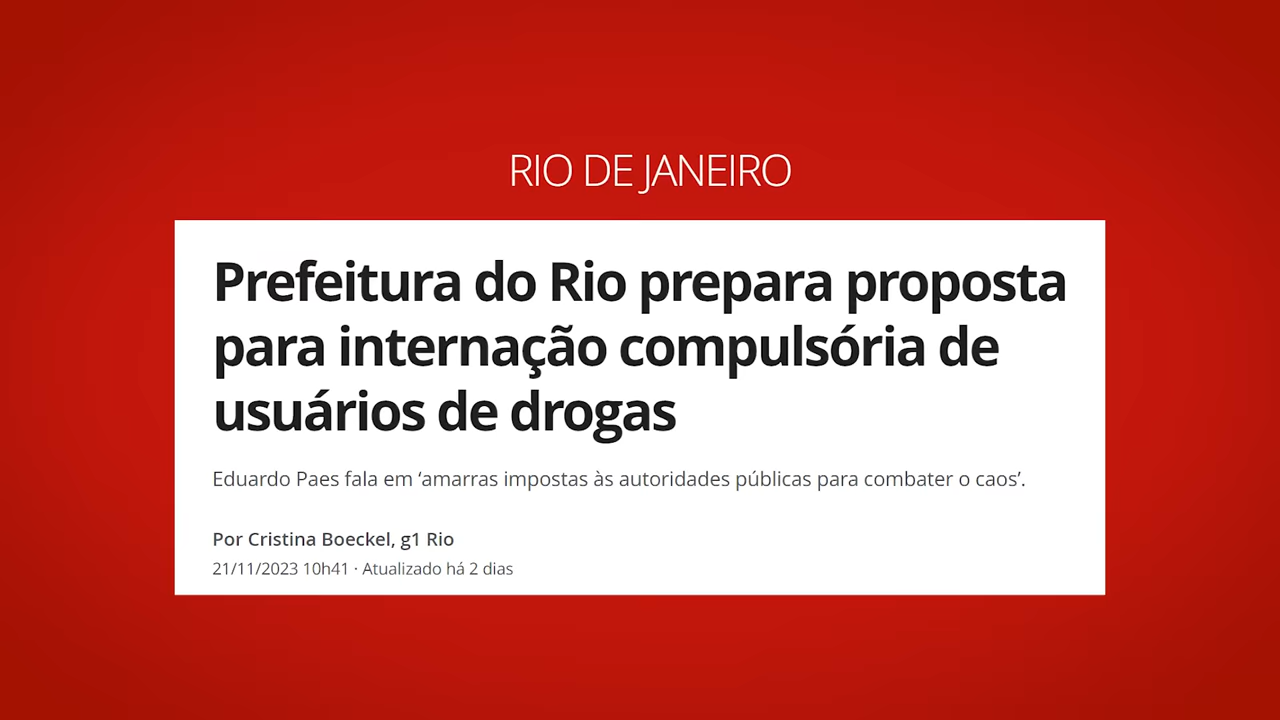 RIO DE JANEIRO
Prefeitura do Rio prepara proposta
para internação compulsória de
usuários de drogas
Eduardo Paes fala em ‘amarras impostas às autoridades públicas para combater o caos’.
Por Cristina Boeckel, g1 Rio
21/11/2023 10h41 · Atualizado há 2 dias